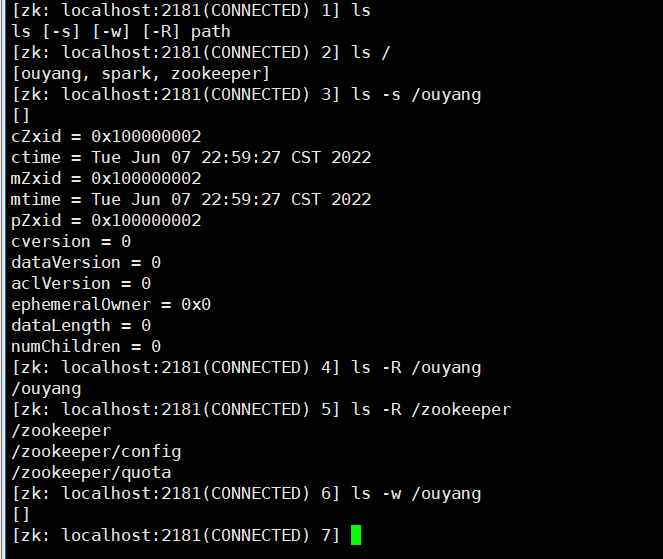 [zk: localhost:2181(CONNECTED) 1] ls
ls [-s] [-w] [-R] path
[zk: localhost:2181(CONNECTED) 2] ls /
[ouyang, spark, zookeeper]
[zk: localhost:2181(CONNECTED) 3] ls -s /ouyang
[]
cZxid = 0x100000002
ctime = Tue Jun 07 22:59:27 CST 2022
mZxid = 0x100000002
mtime = Tue Jun 07 22:59:27 CST 2022
pZxid = 0x100000002
cversion = 0
dataVersion = 0
aclVersion = 0
ephemeralOwner = 0x0
dataLength = 0
numChildren = 0
[zk: localhost:2181(CONNECTED) 4] ls -R /ouyang
/ouyang
[zk: localhost:2181(CONNECTED) 5] ls -R /zookeeper
/zookeeper
/zookeeper/config
/zookeeper/quota
[zk: localhost:2181(CONNECTED) 6] ls -w /ouyang
[]
[zk: localhost:2181(CONNECTED) 7]